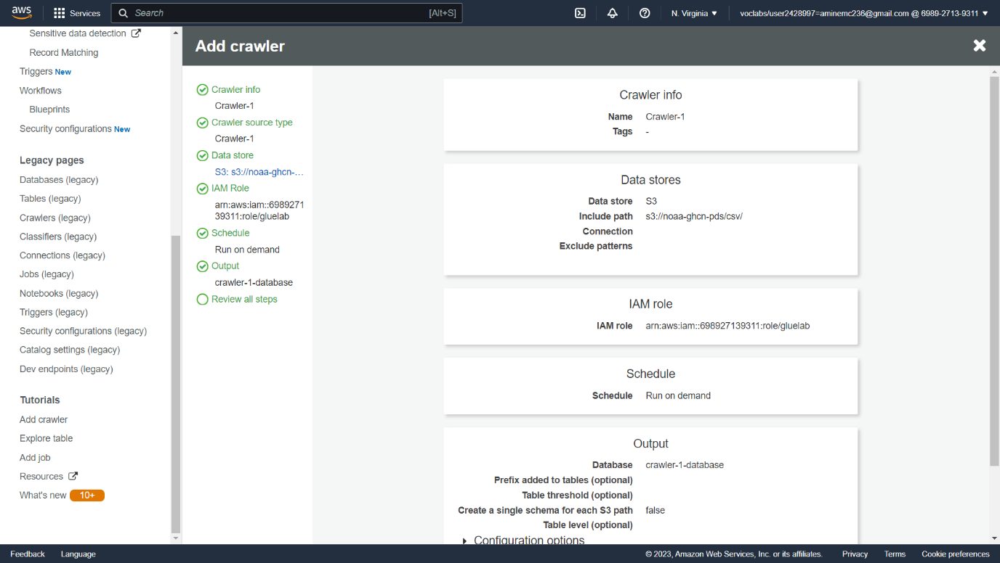 aws
Services
Search
[Alt+S]
N. Virginia
voclabs/user2428997=aminemc236@gmail.com @ 6989-2713-9311
Sensitive data detection
Record Matching
Triggers New
Workflows
Blueprints
Security configurations New
Legacy pages
Databases (legacy)
Tables (legacy)
Crawlers (legacy)
Classifiers (legacy)
Connections (legacy)
Jobs (legacy)
Notebooks (legacy)
Triggers (legacy)
Security configurations (legacy)
Catalog settings (legacy)
Dev endpoints (legacy)
Tutorials
Add crawler
Explore table
Add job
Resources
What's new 10+
Add crawler
Crawler info
Crawler-1
Crawler source type
Crawler-1
Data store
S3: s3://noaa-ghcn-…
IAM Role
arn:aws:iam::698927
139311:role/gluelab
Schedule
Run on demand
Output
crawler-1-database
Review all steps
Crawler info
Name Crawler-1
Tags -
Data stores
Data store S3
Include path s3://noaa-ghcn-pds/csv/
Connection
Exclude patterns
IAM role
IAM role arn:aws:iam::698927139311:role/gluelab
Schedule
Schedule Run on demand
Output
Database crawler-1-database
Prefix added to tables (optional)
Table threshold (optional)
Create a single schema for each S3 path false
Table level (optional)
Configuration options
Feedback
Language
© 2023, Amazon Web Services, Inc. or its affiliates.
Privacy
Terms
Cookie preferences